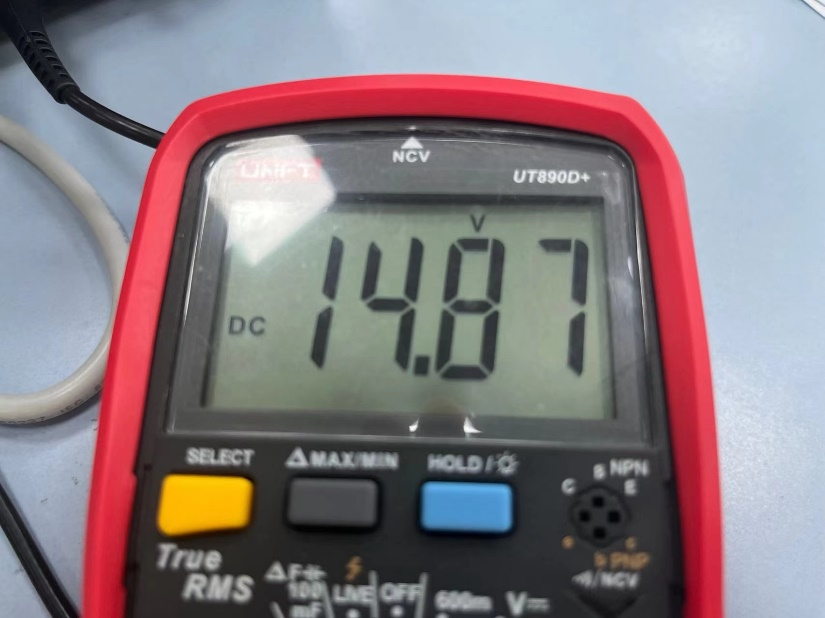 NCV
UNI-T
UT890D+
V
DC 14.87
SELECT
MAX/MIN
HOLD /
B NPN
C E
e c
b PNP
/NCV
True
RMS
F
100
mF
LIVE
OFF
600m
V